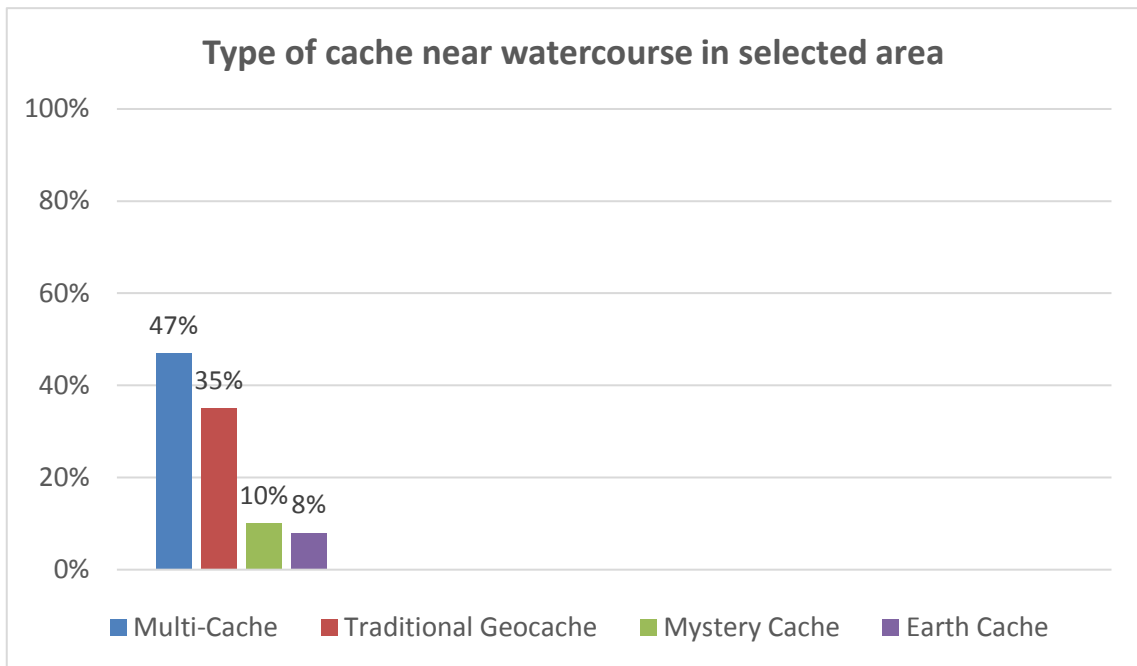 Type of cache near watercourse in selected area
100%
80%
60%
47%
40%
35%
20%
10%
8%
0%
Multi-Cache
Traditional Geocache
Mystery Cache
Earth Cache